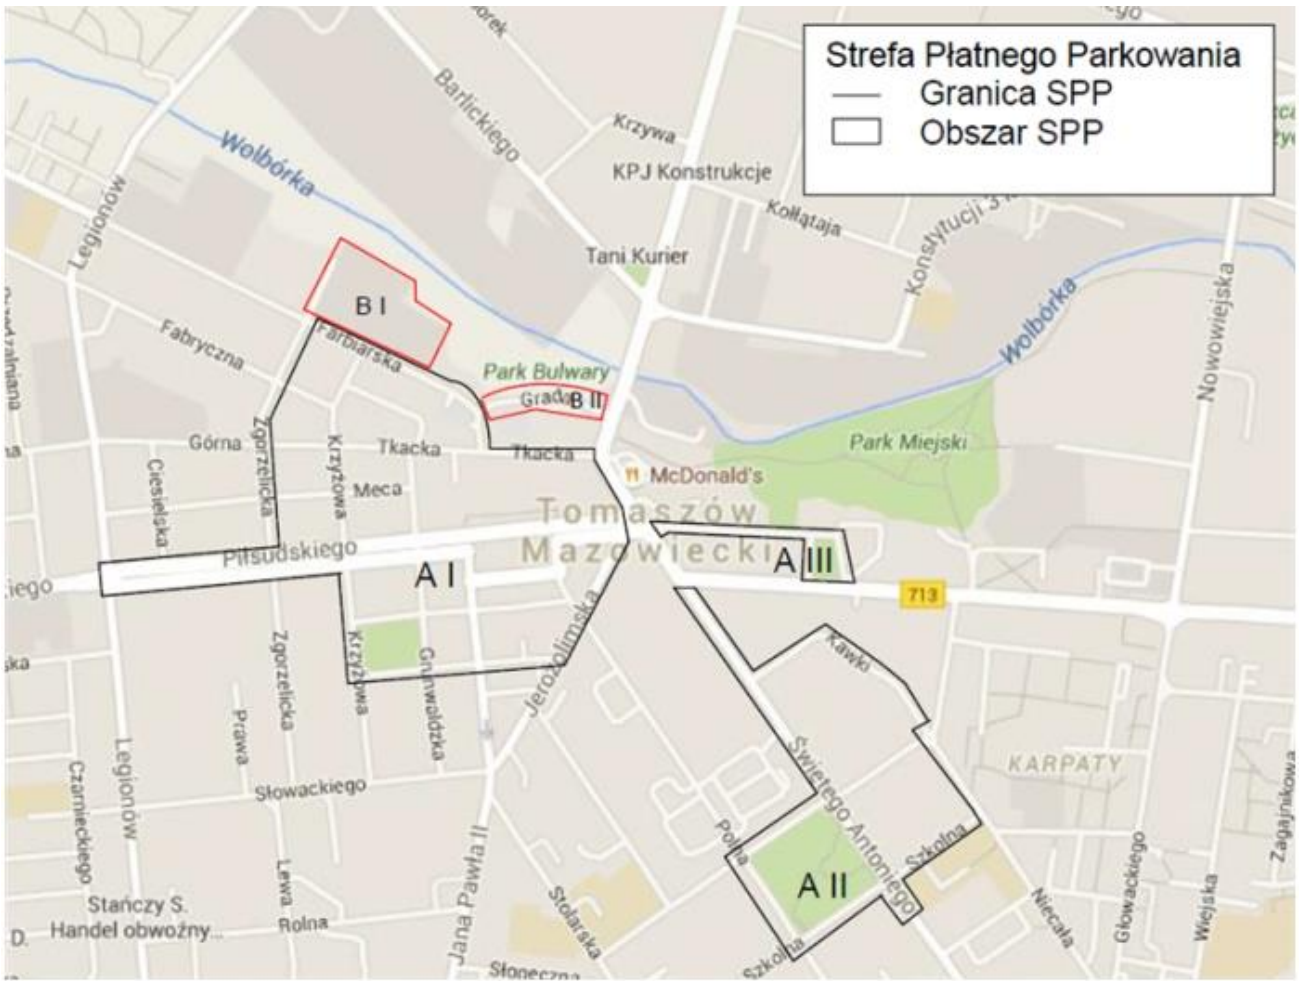 Strefa Płatnego Parkowania
Granica SPP
Obszar SPP
Barlickiego
Krzywa
KPJ Konstrukcje
Kołłątaja
Konstytucji 3
Wolbórka
Legionów
Tani Kurier
Wolbórka
Nowowiejska
B I
Farbiarska
Fabryczna
Park Bulwary
B II
Park Miejski
Górna
Zgorzelicka
Krzyżowa
Tkacka
Tkacka
Ciesielska
Meca
McDonald's
Tomaszów
Mazowiecki
Piłsudskiego
A I
A III
713
Krzyżowa
Grunwaldzka
Jerozolimska
Zgorzelicka
Prawa
Kawki
KARPATY
Legionów
Czarnieckiego
Słowackiego
Świętego Antoniego
Polna
Szkolna
Zagajnikowa
Głowackiego
Wiejska
Niecała
A II
Jana Pawła II
Lewa
Rolna
Stolarska
Stańczy S.
Handel obwoźny...
D.
Szkolna
Słoneczna